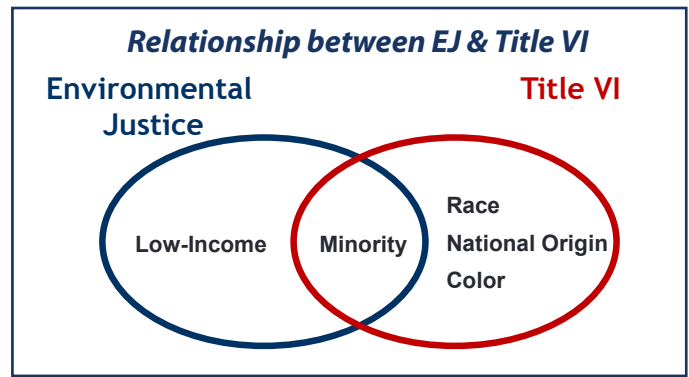 Relationship between EJ & Title VI
Environmental
Justice
Title VI
Low-Income
Minority
Race
National Origin
Color